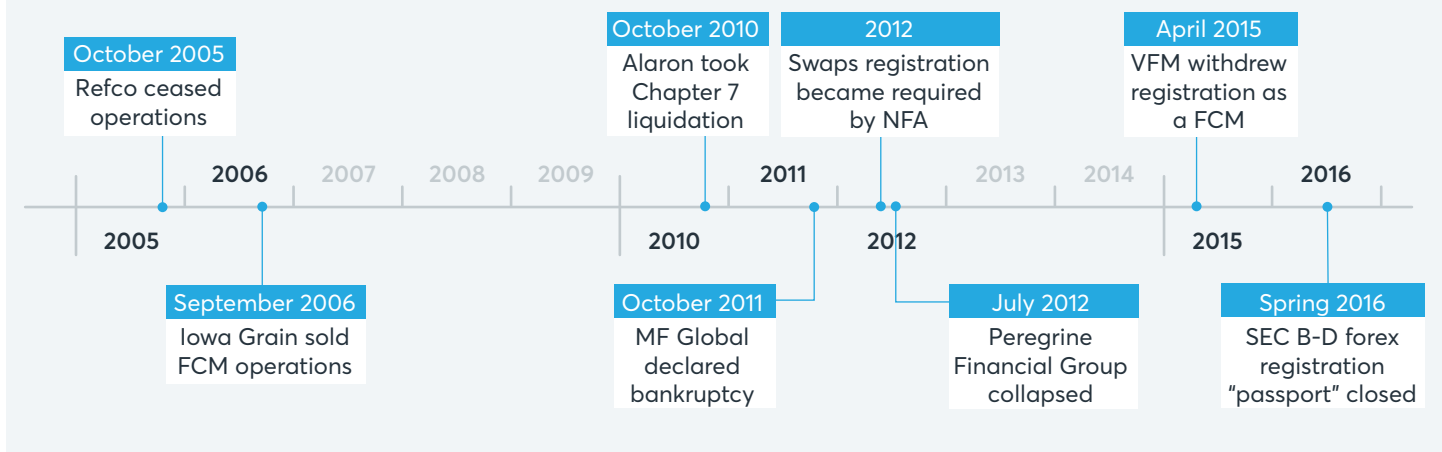 October 2005
Refco ceased
operations
October 2010
Alaron took
Chapter 7
liquidation
2012
Swaps registration
became required
by NFA
April 2015
VFM withdrew
registration as
a FCM
2006
2007
2008
2009
2011
2013
2014
2016
2005
2010
2012
2015
September 2006
Iowa Grain sold
FCM operations
October 2011
MF Global
declared
bankruptcy
July 2012
Peregrine
Financial Group
collapsed
Spring 2016
SEC B-D forex
registration
“passport” closed